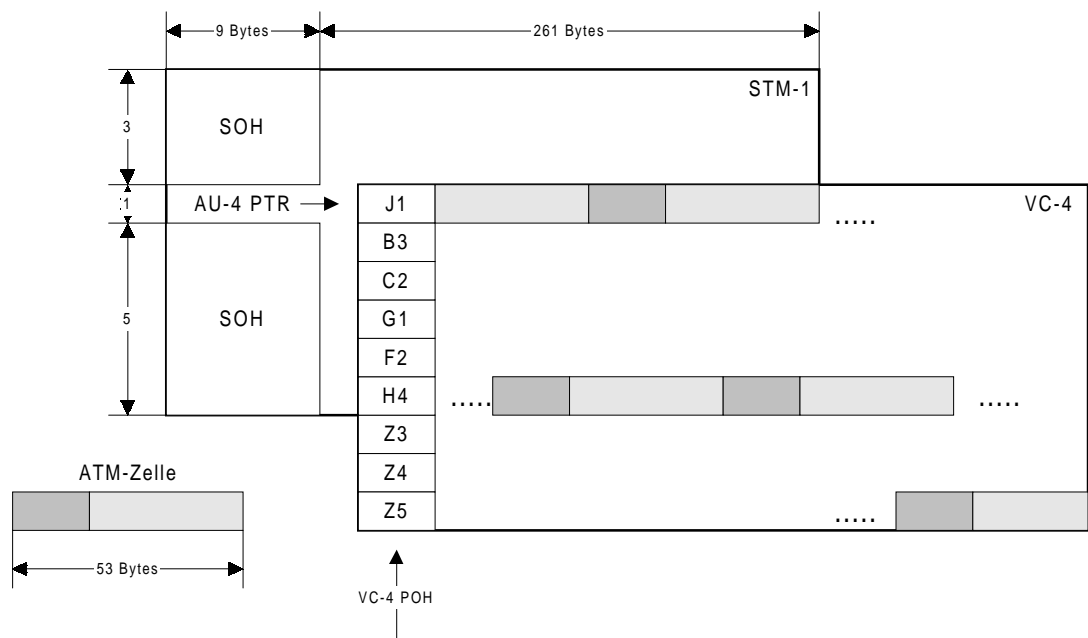 9 Bytes
261 Bytes
STM-1
3
SOH
1
AU-4 PTR
J1
.....
VC-4
B3
C2
5
SOH
G1
F2
H4
.....
.....
Z3
ATM-Zelle
Z4
Z5
.....
53 Bytes
VC-4 POH